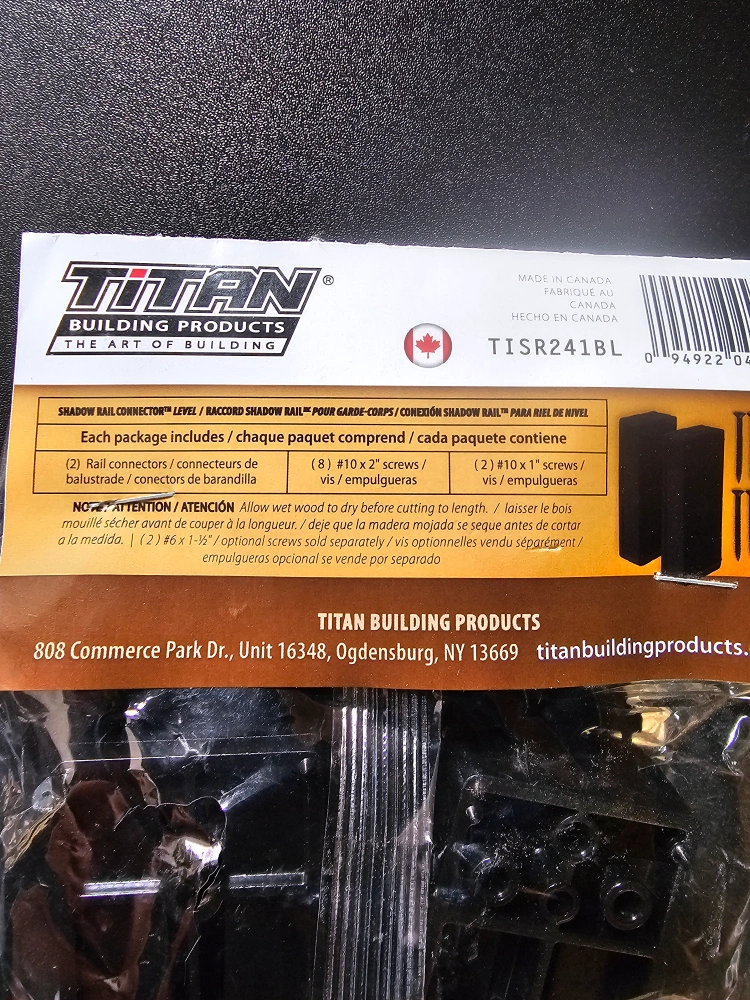 TiTAN®
BUILDING PRODUCTS
THE ART OF BUILDING
MADE IN CANADA
FABRIQUÉ AU
CANADA
HECHO EN CANADA
TISR241BL
0 94922 04
SHADOW RAIL CONNECTOR™ LEVEL / RACCORD SHADOW RAIL™ POUR GARDE-CORPS / CONEXIÓN SHADOW RAIL™ PARA RIEL DE NIVEL
Each package includes / chaque paquet comprend / cada paquete contiene
(2) Rail connectors / connecteurs de
balustrade / conectors de barandilla
(8) #10 x 2" screws /
vis / empulgueras
(2) #10 x 1" screws /
vis / empulgueras
NOTE / ATTENTION / ATENCIÓN Allow wet wood to dry before cutting to length. / laisser le bois
mouillé sécher avant de couper à la longueur. / deje que la madera mojada se seque antes de cortar
a la medida. | (2) #6 x 1-½" / optional screws sold separately / vis optionnelles vendu séparément /
empulgueras opcional se vende por separado
TITAN BUILDING PRODUCTS
808 Commerce Park Dr., Unit 16348, Ogdensburg, NY 13669 titanbuildingproducts.